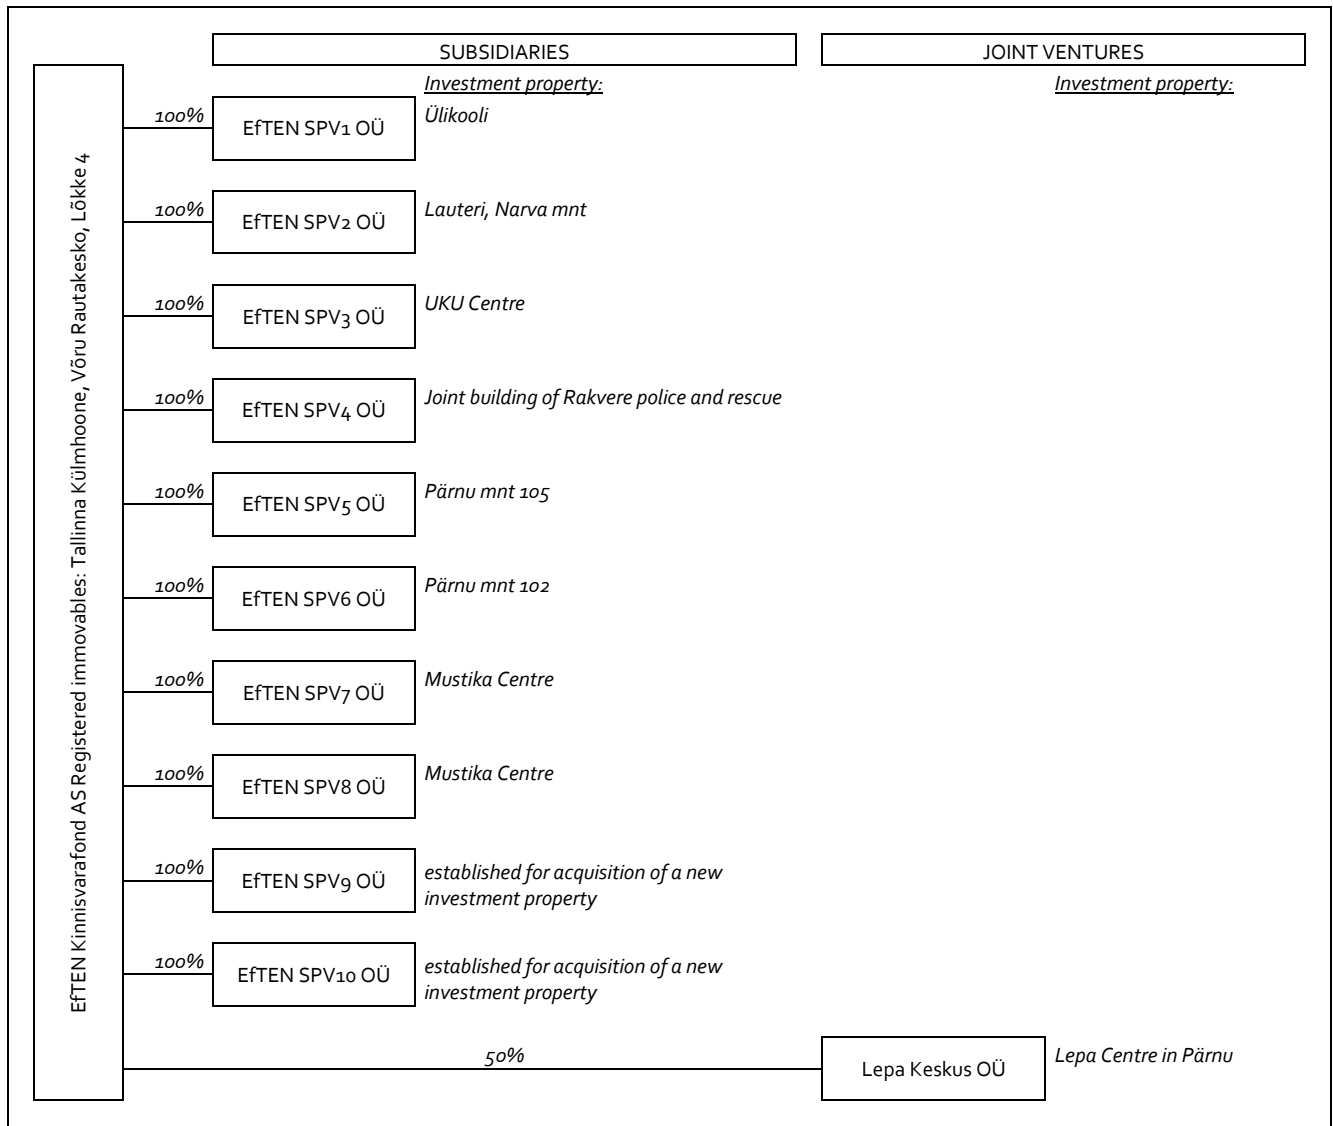 SUBSIDIARIES
JOINT VENTURES
Investment property:
Investment property:
EfTEN Kinnisvarafond AS Registered immovables: Tallinna Külmhoone, Võru Rautakesko, Lõkke 4
100%
EfTEN SPV1 OÜ
Ülikooli
100%
EfTEN SPV2 OÜ
Lauteri, Narva mnt
100%
EfTEN SPV3 OÜ
UKU Centre
100%
EfTEN SPV4 OÜ
Joint building of Rakvere police and rescue
100%
EfTEN SPV5 OÜ
Pärnu mnt 105
100%
EfTEN SPV6 OÜ
Pärnu mnt 102
100%
EfTEN SPV7 OÜ
Mustika Centre
100%
EfTEN SPV8 OÜ
Mustika Centre
100%
EfTEN SPV9 OÜ
established for acquisition of a new
investment property
100%
EfTEN SPV10 OÜ
established for acquisition of a new
investment property
50%
Lepa Keskus OÜ
Lepa Centre in Pärnu